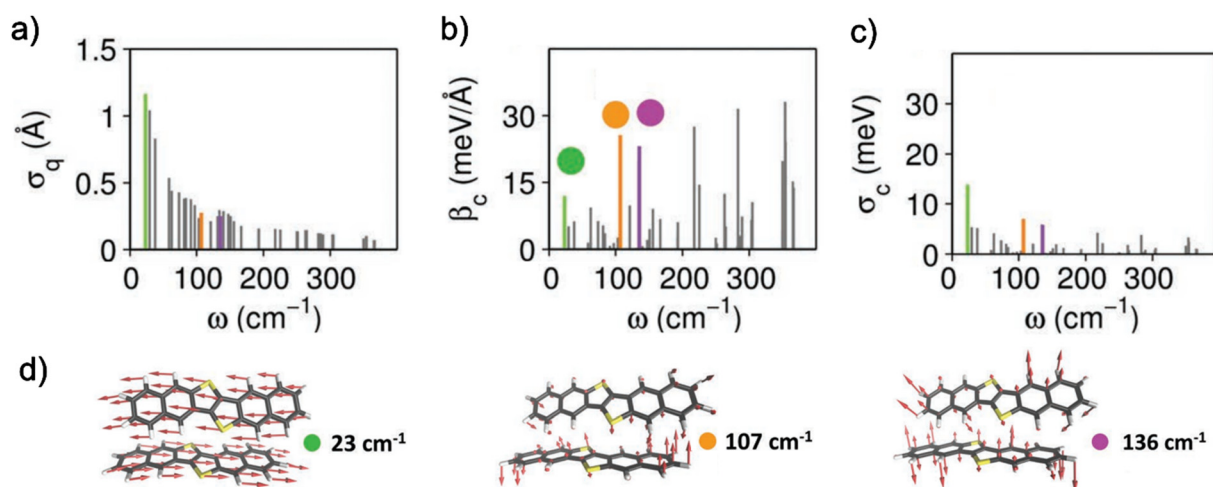 a)
1.5
1
0.5
0
σq (Å)
0 100 200 300
ω (cm⁻¹)
b)
30
15
0
βc (meV/Å)
0 100 200 300
ω (cm⁻¹)
c)
40
30
20
10
0
σc (meV)
0 100 200 300
ω (cm⁻¹)
d)
23 cm⁻¹
107 cm⁻¹
136 cm⁻¹